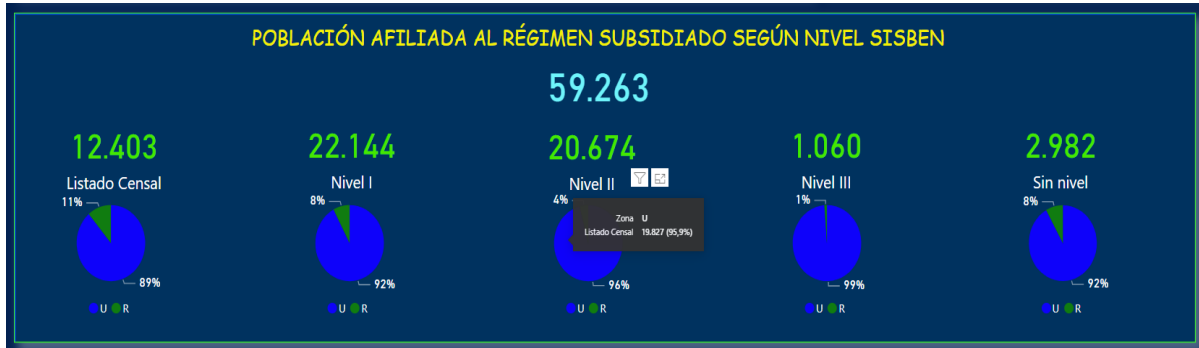 POBLACIÓN AFILIADA AL RÉGIMEN SUBSIDIADO SEGÚN NIVEL SISBEN
59.263
12.403
22.144
20.674
1.060
2.982
Listado Censal
Nivel I
Nivel II
Nivel III
Sin nivel
11%
8%
4%
1%
8%
Zona U
Listado Censal 19.827 (95,9%)
89%
92%
96%
99%
92%
U R
U R
U R
U R
U R